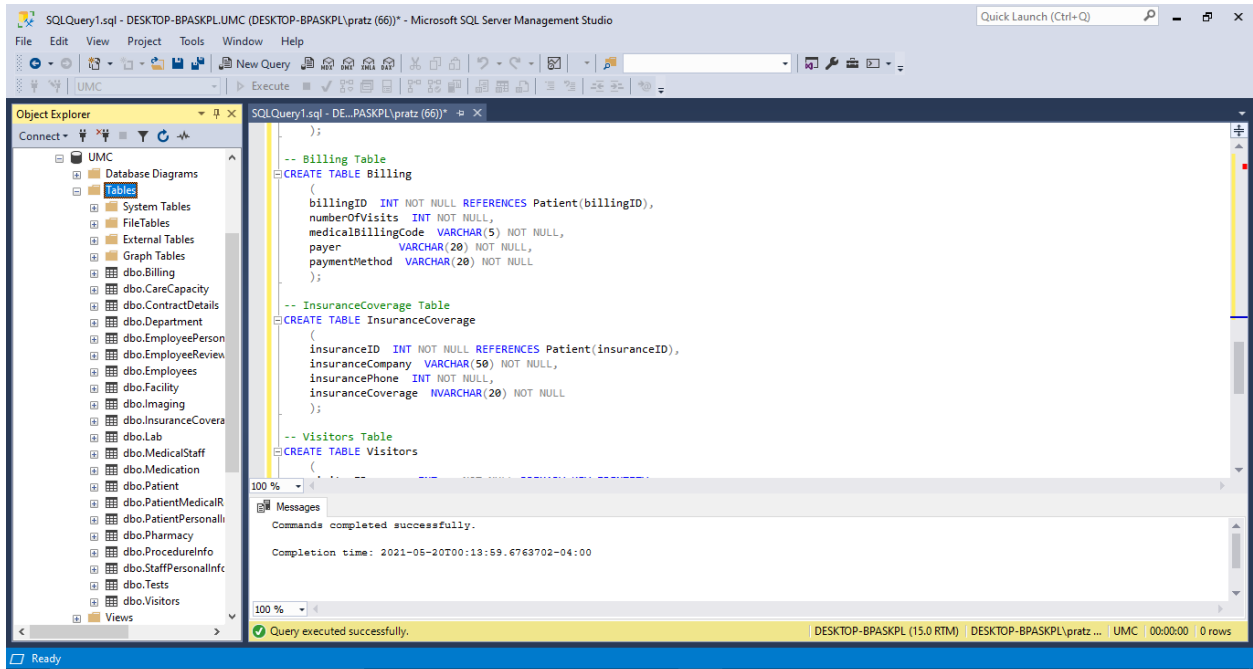 SQLQuery1.sql - DESKTOP-BPASKPL.UMC (DESKTOP-BPASKPL\pratz (66))* - Microsoft SQL Server Management Studio
Quick Launch (Ctrl+Q)
File Edit View Project Tools Window Help
New Query
MDX DMX XMLA DAX
UMC
Execute
Object Explorer
SQLQuery1.sql - DE...PASKPL\pratz (66))*
Connect
UMC
Database Diagrams
Tables
System Tables
FileTables
External Tables
Graph Tables
dbo.Billing
dbo.CareCapacity
dbo.ContractDetails
dbo.Department
dbo.EmployeePerson
dbo.EmployeeReview
dbo.Employees
dbo.Facility
dbo.Imaging
dbo.InsuranceCovera
dbo.Lab
dbo.MedicalStaff
dbo.Medication
dbo.Patient
dbo.PatientMedicalR
dbo.PatientPersonalI
dbo.Pharmacy
dbo.ProcedureInfo
dbo.StaffPersonalInfo
dbo.Tests
dbo.Visitors
Views
);
-- Billing Table
CREATE TABLE Billing
(
billingID INT NOT NULL REFERENCES Patient(billingID),
numberOfVisits INT NOT NULL,
medicalBillingCode VARCHAR(5) NOT NULL,
payer VARCHAR(20) NOT NULL,
paymentMethod VARCHAR(20) NOT NULL
);
-- InsuranceCoverage Table
CREATE TABLE InsuranceCoverage
(
insuranceID INT NOT NULL REFERENCES Patient(insuranceID),
insuranceCompany VARCHAR(50) NOT NULL,
insurancePhone INT NOT NULL,
insuranceCoverage NVARCHAR(20) NOT NULL
);
-- Visitors Table
CREATE TABLE Visitors
(
100 %
Messages
Commands completed successfully.
Completion time: 2021-05-20T00:13:59.6763702-04:00
100 %
Query executed successfully.
DESKTOP-BPASKPL (15.0 RTM) DESKTOP-BPASKPL\pratz ... UMC 00:00:00 0 rows
Ready